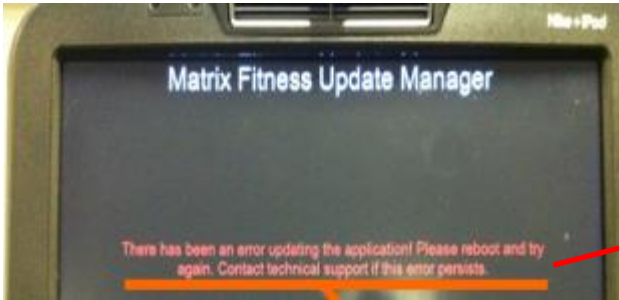 Nike + iPod
Matrix Fitness Update Manager
There has been an error updating the application! Please reboot and try
again. Contact technical support if this error persists.